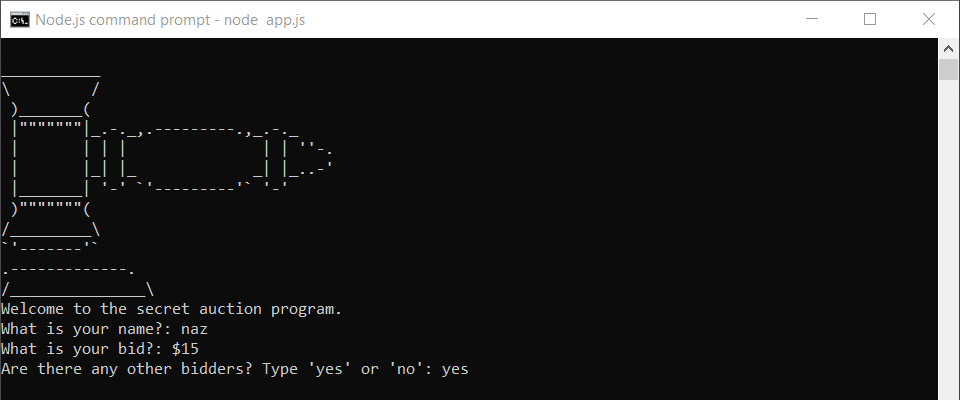 Node.js command prompt - node  app.js
Welcome to the secret auction program.
What is your name?: naz
What is your bid?: $15
Are there any other bidders? Type 'yes' or 'no': yes